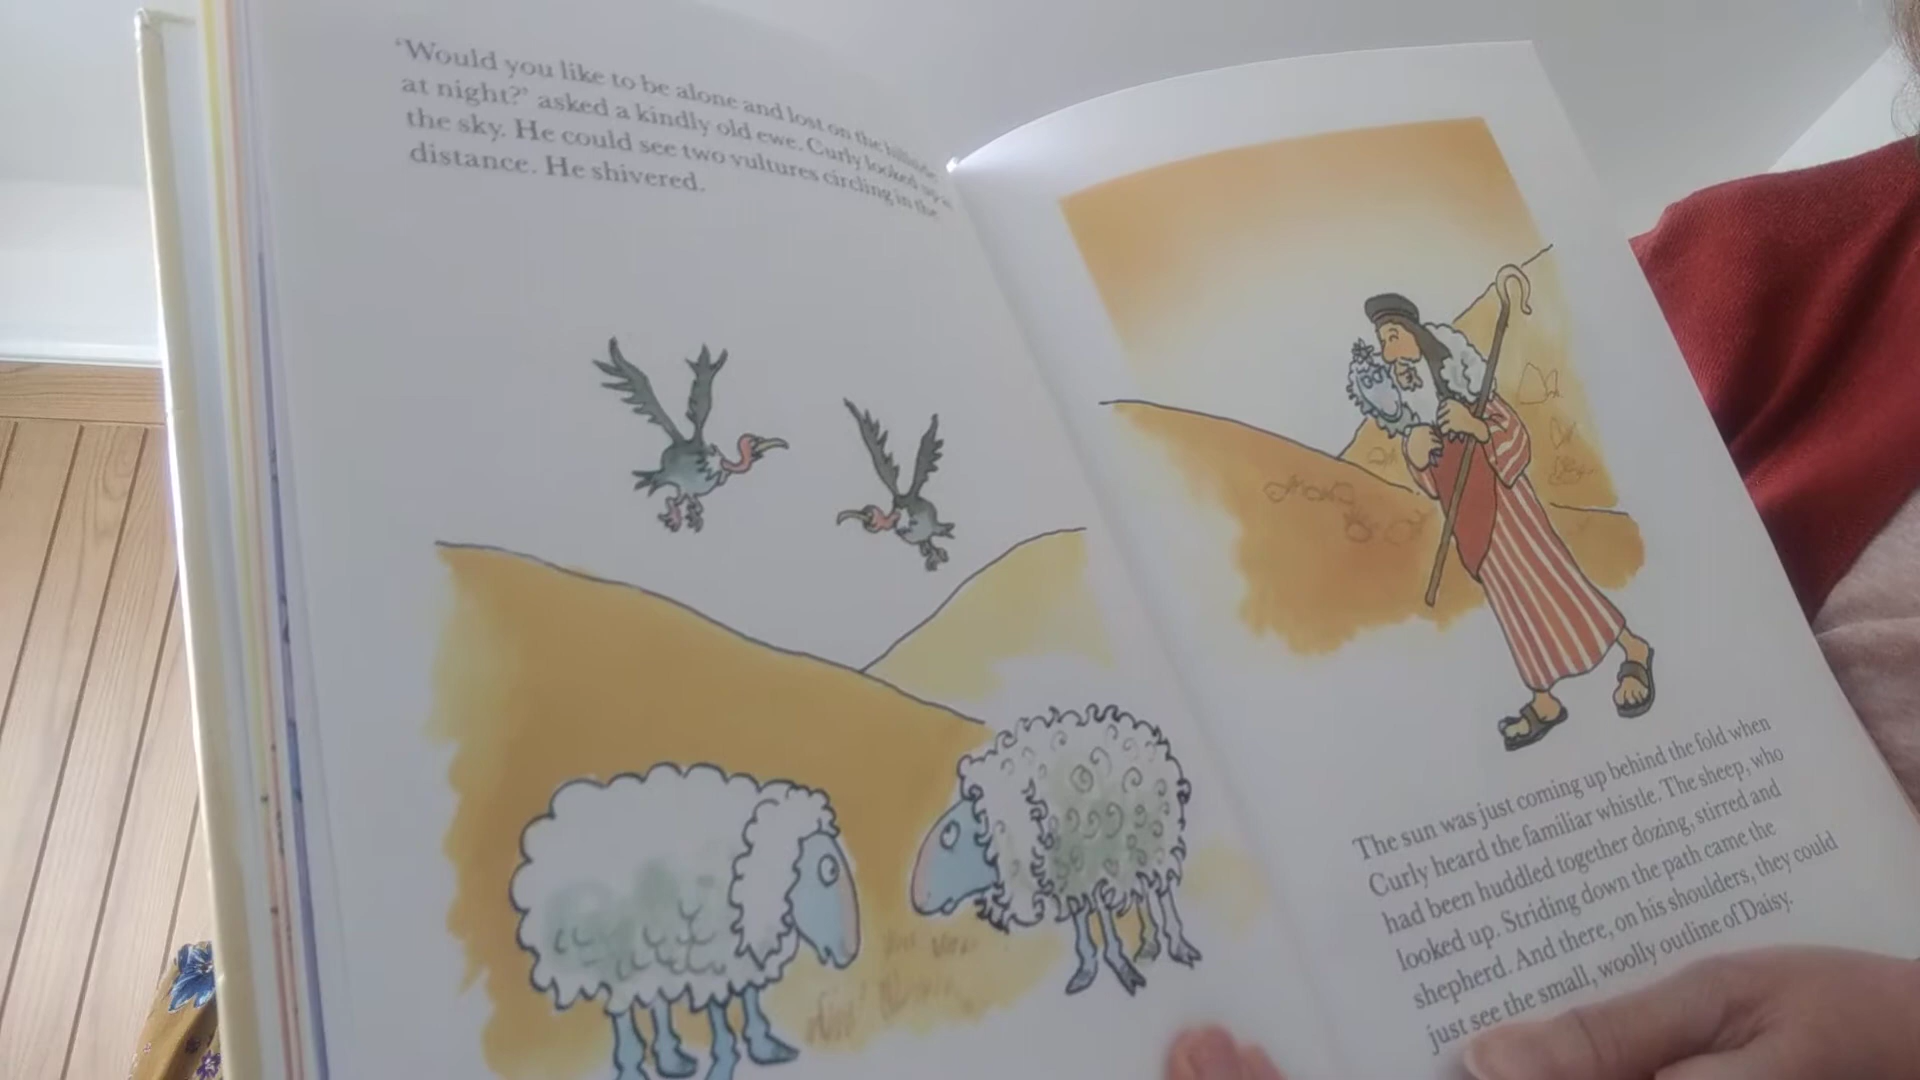 ‘Would you like to be alone and lost on the hillside
at night?’ asked a kindly old ewe. Curly looked up at
the sky. He could see two vultures circling in the
distance. He shivered.
The sun was just coming up behind the fold when
Curly heard the familiar whistle. The sheep, who
had been huddled together dozing, stirred and
looked up. Striding down the path came the
shepherd. And there, on his shoulders, they could
just see the small, woolly outline of Daisy.